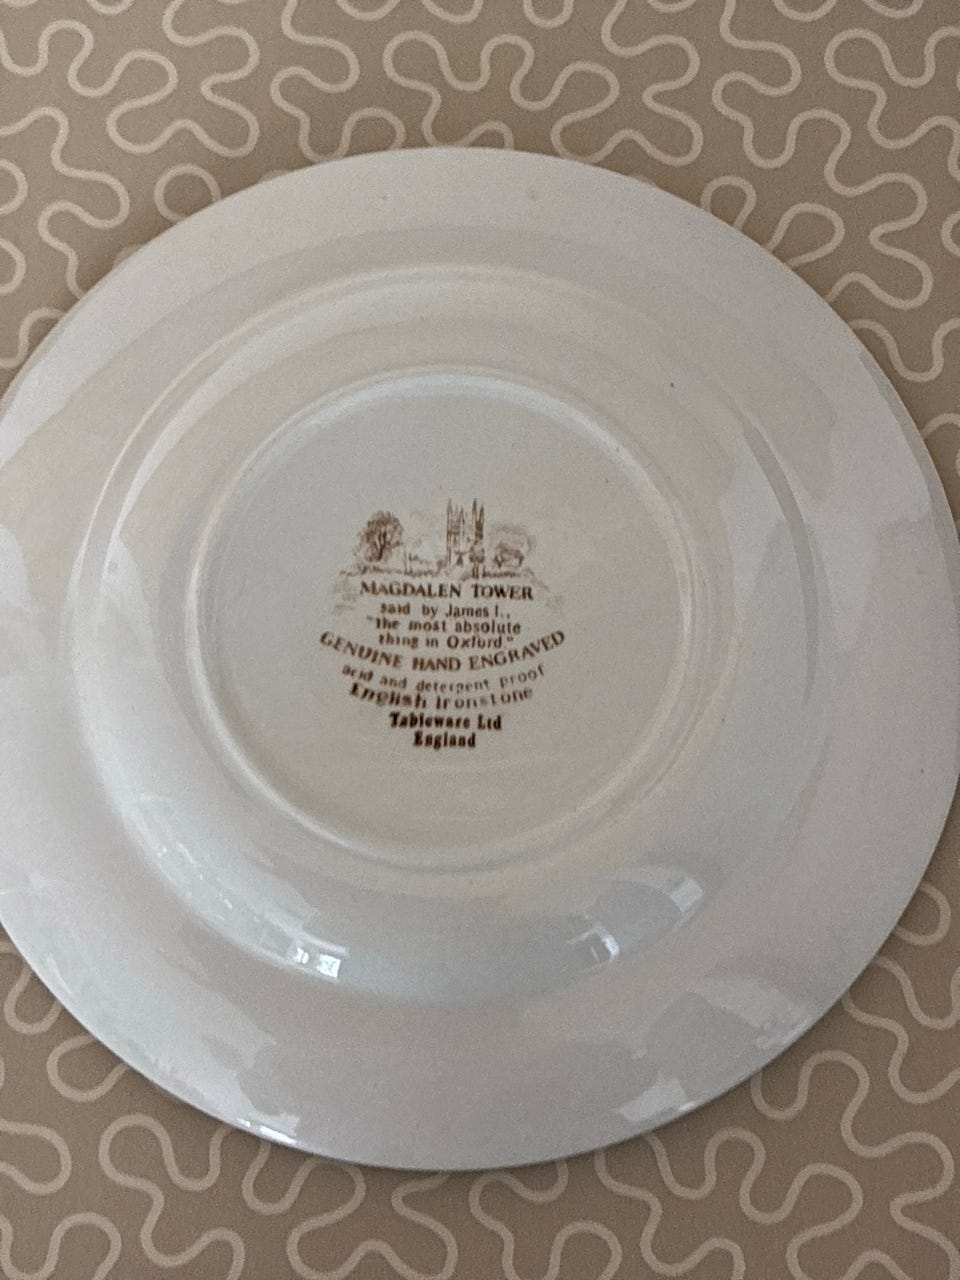 MAGDALEN TOWER
said by James I.,
"the most absolute
thing in Oxford"
GENUINE HAND ENGRAVED
acid and detergent proof
English Ironstone
Tableware Ltd
England